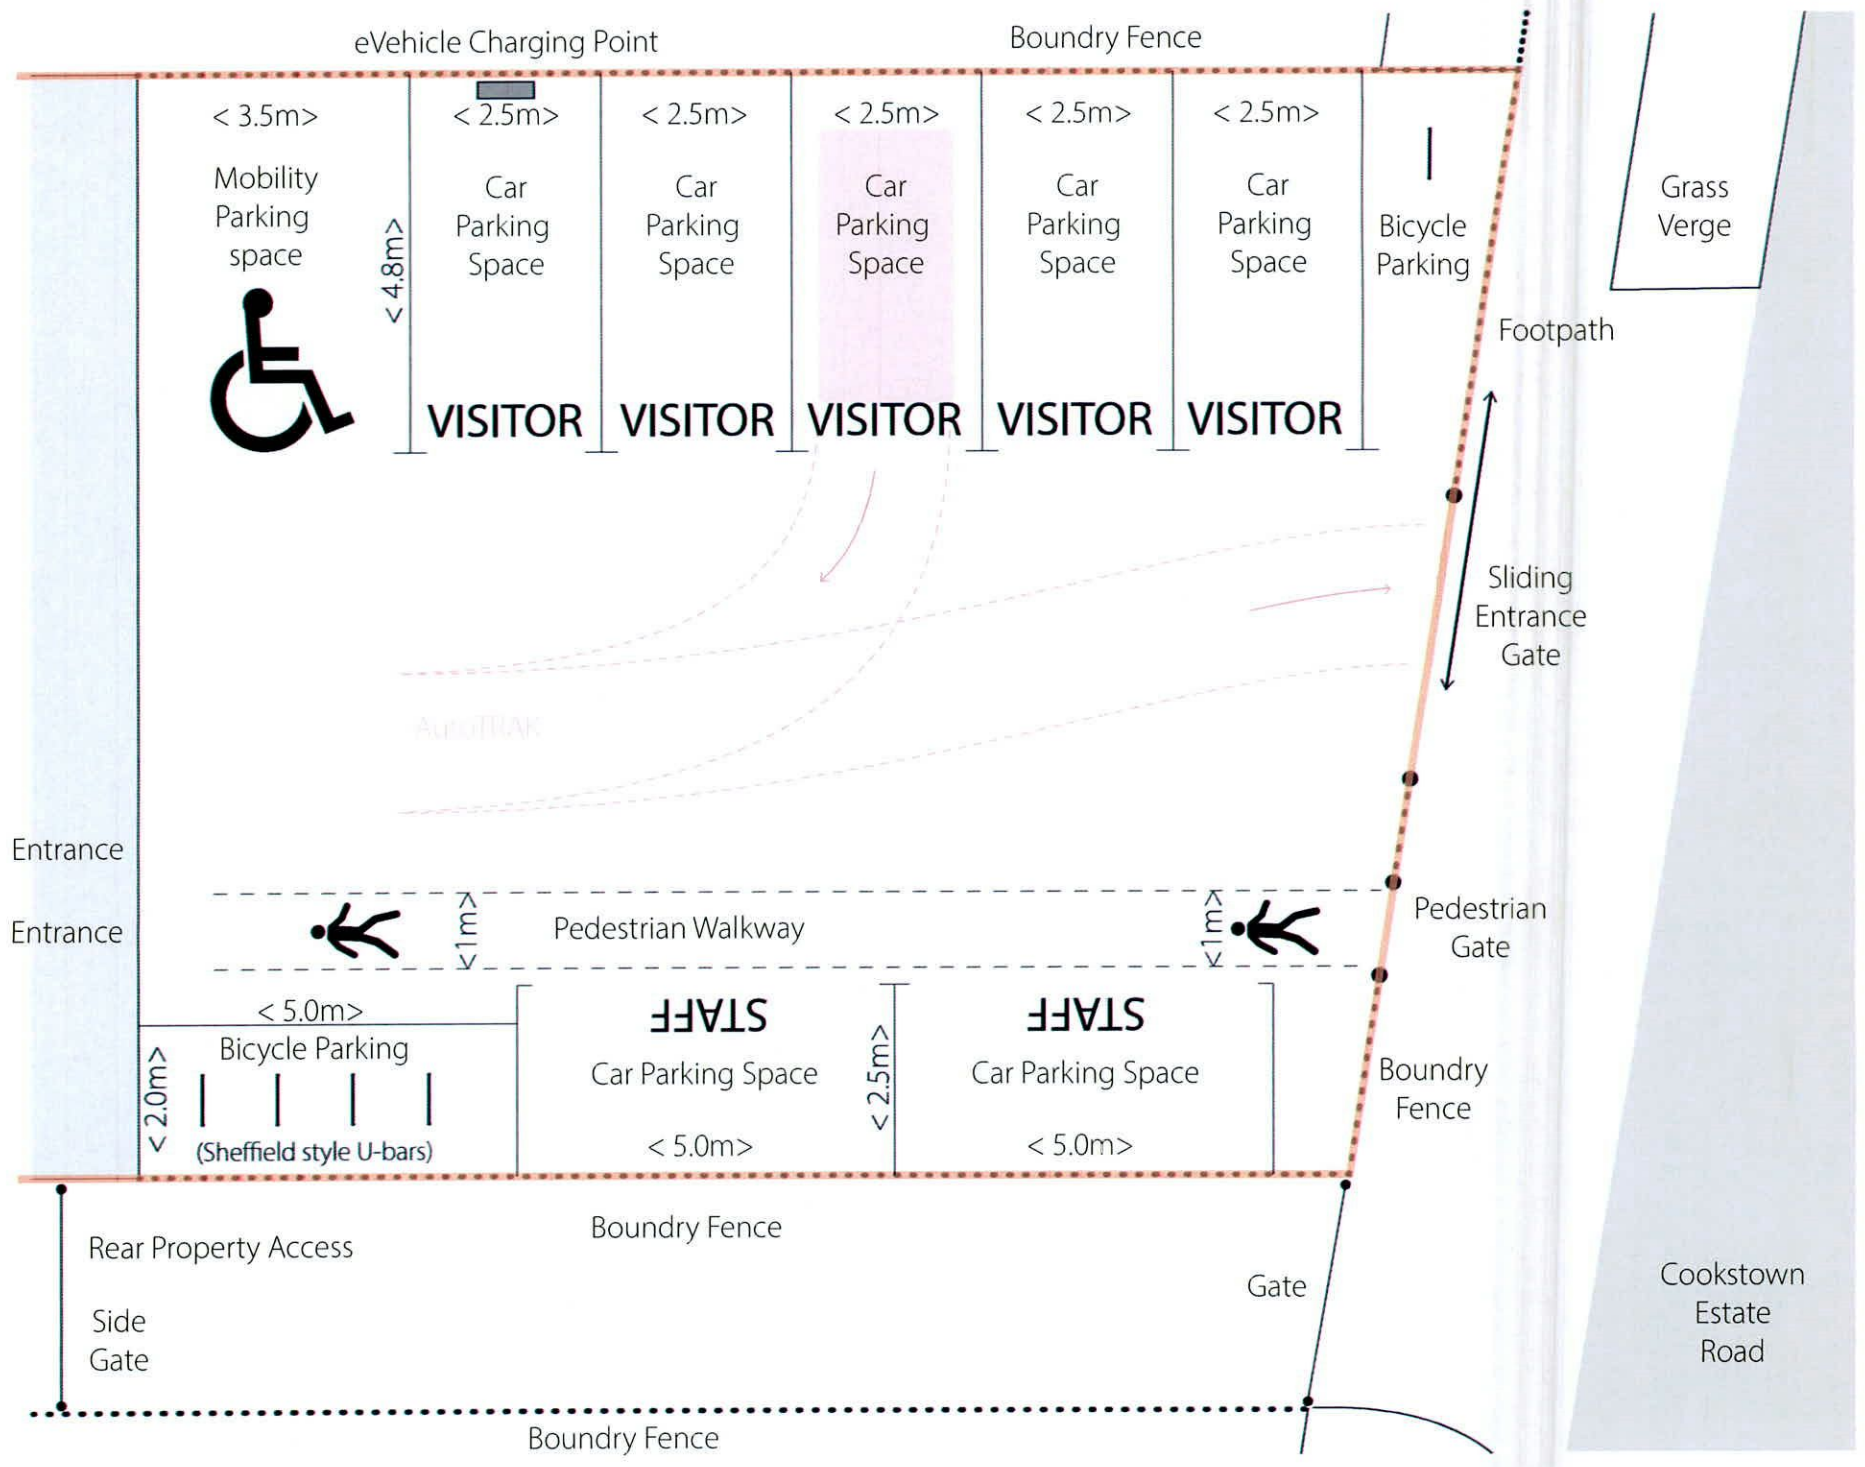 eVehicle Charging Point
Boundry Fence
< 3.5m>
< 2.5m>
< 2.5m>
< 2.5m>
< 2.5m>
< 2.5m>
Mobility
Parking
space
< 4.8m>
Car
Parking
Space
Car
Parking
Space
Car
Parking
Space
Car
Parking
Space
Car
Parking
Space
Bicycle
Parking
Grass
Verge
VISITOR
VISITOR
VISITOR
VISITOR
VISITOR
Footpath
Sliding
Entrance
Gate
AutoTRAK
Entrance
Entrance
<1m>
Pedestrian Walkway
<1m>
Pedestrian
Gate
< 5.0m>
Bicycle Parking
< 2.0m>
(Sheffield style U-bars)
STAFF
Car Parking Space
< 5.0m>
< 2.5m>
STAFF
Car Parking Space
< 5.0m>
Boundry
Fence
Boundry Fence
Rear Property Access
Side
Gate
Gate
Cookstown
Estate
Road
Boundry Fence